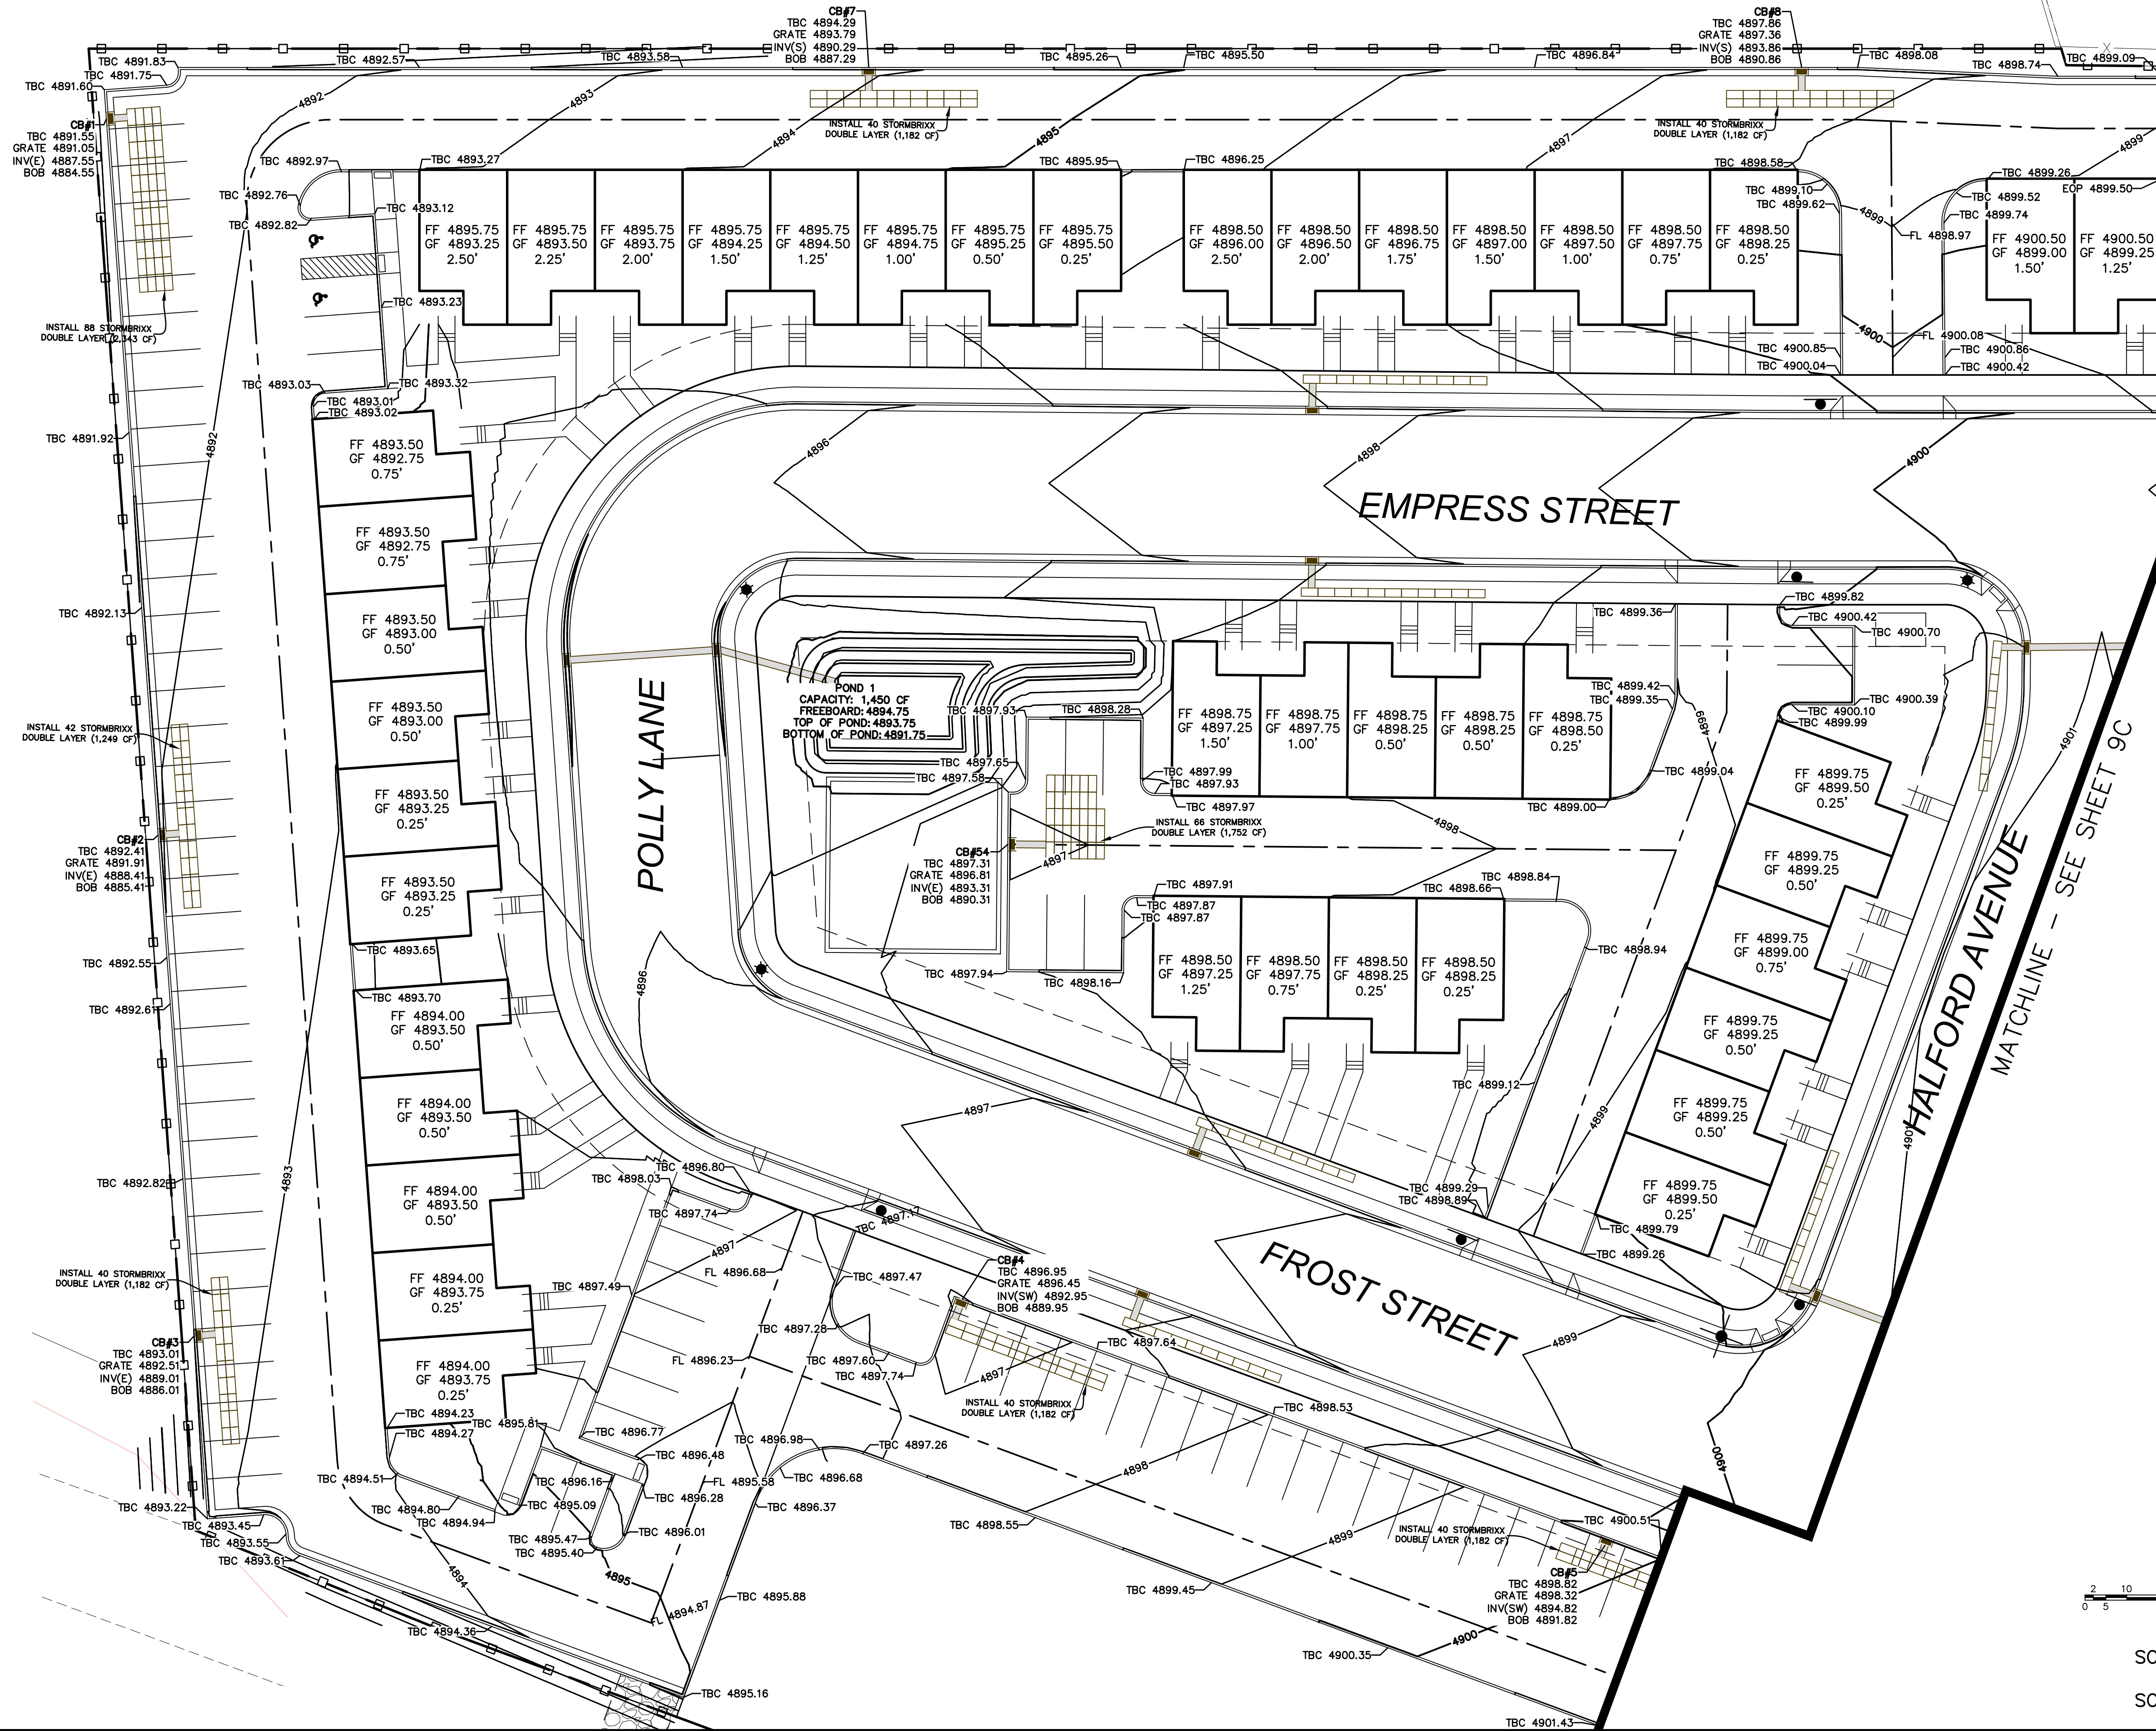 CB#7
TBC 4894.29
GRATE 4893.79
INV(S) 4890.29
BOB 4887.29
CB#8
TBC 4897.86
GRATE 4897.36
INV(S) 4893.86
BOB 4890.86
TBC 4891.83
TBC 4891.75
TBC 4891.60
TBC 4892.57
TBC 4893.58
TBC 4895.26
TBC 4895.50
TBC 4896.84
TBC 4898.08
TBC 4898.74
TBC 4899.09
CB#1
TBC 4891.55
GRATE 4891.05
INV(E) 4887.55
BOB 4884.55
4892
4893
4894
4895
4897
4899
INSTALL 40 STORMBRIXX
DOUBLE LAYER (1,182 CF)
INSTALL 40 STORMBRIXX
DOUBLE LAYER (1,182 CF)
TBC 4892.97
TBC 4893.27
TBC 4895.95
TBC 4896.25
TBC 4898.58
TBC 4899.10
TBC 4899.62
TBC 4899.26
EOP 4899.50
TBC 4899.52
TBC 4899.74
4899
FL 4898.97
TBC 4892.76
TBC 4892.82
TBC 4893.12
TBC 4893.23
FF 4895.75
GF 4893.25
2.50'
FF 4895.75
GF 4893.50
2.25'
FF 4895.75
GF 4893.75
2.00'
FF 4895.75
GF 4894.25
1.50'
FF 4895.75
GF 4894.50
1.25'
FF 4895.75
GF 4894.75
1.00'
FF 4895.75
GF 4895.25
0.50'
FF 4895.75
GF 4895.50
0.25'
FF 4898.50
GF 4896.00
2.50'
FF 4898.50
GF 4896.50
2.00'
FF 4898.50
GF 4896.75
1.75'
FF 4898.50
GF 4897.00
1.50'
FF 4898.50
GF 4897.50
1.00'
FF 4898.50
GF 4897.75
0.75'
FF 4898.50
GF 4898.25
0.25'
FF 4900.50
GF 4899.00
1.50'
FF 4900.50
GF 4899.25
1.25'
INSTALL 88 STORMBRIXX
DOUBLE LAYER (2,343 CF)
4900
FL 4900.08
TBC 4900.85
TBC 4900.04
TBC 4900.86
TBC 4900.42
TBC 4893.03
TBC 4893.32
TBC 4893.01
TBC 4893.02
TBC 4891.92
4892
4896
4898
4900
EMPRESS STREET
FF 4893.50
GF 4892.75
0.75'
FF 4893.50
GF 4892.75
0.75'
FF 4893.50
GF 4893.00
0.50'
FF 4893.50
GF 4893.00
0.50'
FF 4893.50
GF 4893.25
0.25'
FF 4893.50
GF 4893.25
0.25'
TBC 4892.13
INSTALL 42 STORMBRIXX
DOUBLE LAYER (1,249 CF)
CB#2
TBC 4892.41
GRATE 4891.91
INV(E) 4888.41
BOB 4885.41
POLLY LANE
POND 1
CAPACITY: 1,450 CF
FREEBOARD: 4894.75
TOP OF POND: 4893.75
BOTTOM OF POND: 4891.75
TBC 4897.93
TBC 4898.28
TBC 4897.65
TBC 4897.58
TBC 4897.99
TBC 4897.93
TBC 4897.97
FF 4898.75
GF 4897.25
1.50'
FF 4898.75
GF 4897.75
1.00'
FF 4898.75
GF 4898.25
0.50'
FF 4898.75
GF 4898.25
0.50'
FF 4898.75
GF 4898.50
0.25'
TBC 4899.36
TBC 4899.42
TBC 4899.35
4899
TBC 4899.04
TBC 4899.00
TBC 4899.82
TBC 4900.42
TBC 4900.70
TBC 4900.39
TBC 4900.10
TBC 4899.99
4901
INSTALL 66 STORMBRIXX
DOUBLE LAYER (1,752 CF)
CB#54
TBC 4897.31
GRATE 4896.81
INV(E) 4893.31
BOB 4890.31
4897
4898
TBC 4897.91
TBC 4897.87
TBC 4897.87
TBC 4897.94
TBC 4898.16
TBC 4898.66
TBC 4898.84
TBC 4898.94
FF 4898.50
GF 4897.25
1.25'
FF 4898.50
GF 4897.75
0.75'
FF 4898.50
GF 4898.25
0.25'
FF 4898.50
GF 4898.25
0.25'
FF 4899.75
GF 4899.50
0.25'
FF 4899.75
GF 4899.25
0.50'
FF 4899.75
GF 4899.00
0.75'
FF 4899.75
GF 4899.25
0.50'
FF 4899.75
GF 4899.25
0.50'
FF 4899.75
GF 4899.50
0.25'
HALFORD AVENUE
MATCHLINE - SEE SHEET 9C
TBC 4892.55
TBC 4892.61
TBC 4893.65
TBC 4893.70
4896
FF 4894.00
GF 4893.50
0.50'
FF 4894.00
GF 4893.50
0.50'
FF 4894.00
GF 4893.50
0.50'
FF 4894.00
GF 4893.75
0.25'
FF 4894.00
GF 4893.75
0.25'
4897
TBC 4899.12
4899
4901
TBC 4892.82
4893
TBC 4896.80
TBC 4898.03
TBC 4897.74
TBC 4897.17
4897
FL 4896.68
TBC 4899.29
TBC 4898.89
TBC 4899.79
TBC 4899.26
FROST STREET
INSTALL 40 STORMBRIXX
DOUBLE LAYER (1,182 CF)
CB#3
TBC 4893.01
GRATE 4892.51
INV(E) 4889.01
BOB 4886.01
TBC 4897.49
TBC 4897.47
CB#4
TBC 4896.95
GRATE 4896.45
INV(SW) 4892.95
BOB 4889.95
TBC 4897.28
FL 4896.23
TBC 4897.60
TBC 4897.74
4897
TBC 4897.64
4899
INSTALL 40 STORMBRIXX
DOUBLE LAYER (1,182 CF)
TBC 4898.53
TBC 4894.23
TBC 4894.27
TBC 4895.81
TBC 4896.77
TBC 4896.48
TBC 4896.98
TBC 4897.26
TBC 4894.51
TBC 4896.16
FL 4895.58
TBC 4896.68
4898
4900
TBC 4894.80
TBC 4894.94
TBC 4895.09
TBC 4896.28
TBC 4896.37
TBC 4893.22
TBC 4893.45
TBC 4893.55
TBC 4893.61
TBC 4895.47
TBC 4895.40
TBC 4896.01
TBC 4898.55
4899
INSTALL 40 STORMBRIXX
DOUBLE LAYER (1,182 CF)
TBC 4900.51
CB#5
TBC 4898.82
GRATE 4898.32
INV(SW) 4894.82
BOB 4891.82
4894
4895
TBC 4895.88
FL 4894.87
TBC 4894.36
TBC 4899.45
4900
TBC 4900.35
TBC 4895.16
TBC 4901.43
2 10
0 5
SC
SC